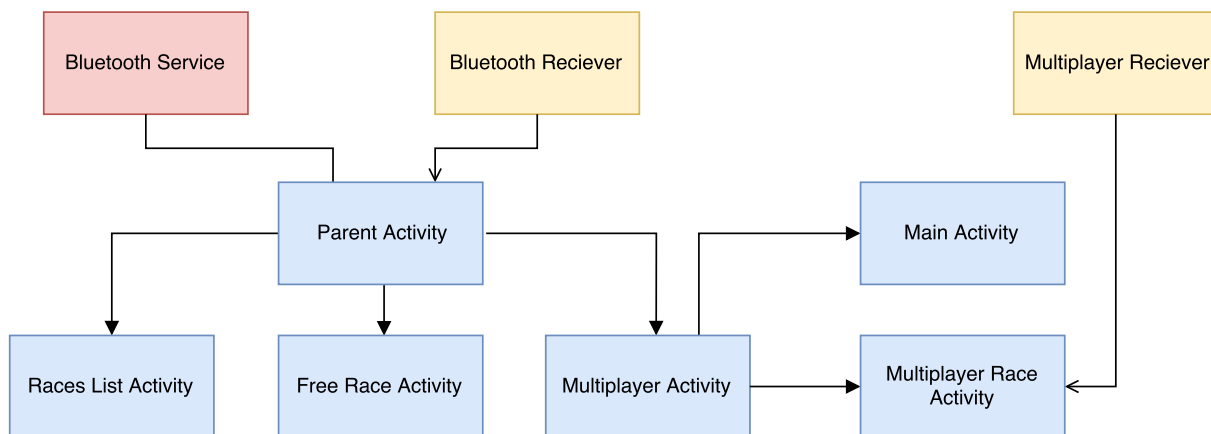 Bluetooth Service
Bluetooth Reciever
Multiplayer Reciever
Parent Activity
Main Activity
Races List Activity
Free Race Activity
Multiplayer Activity
Multiplayer Race
Activity